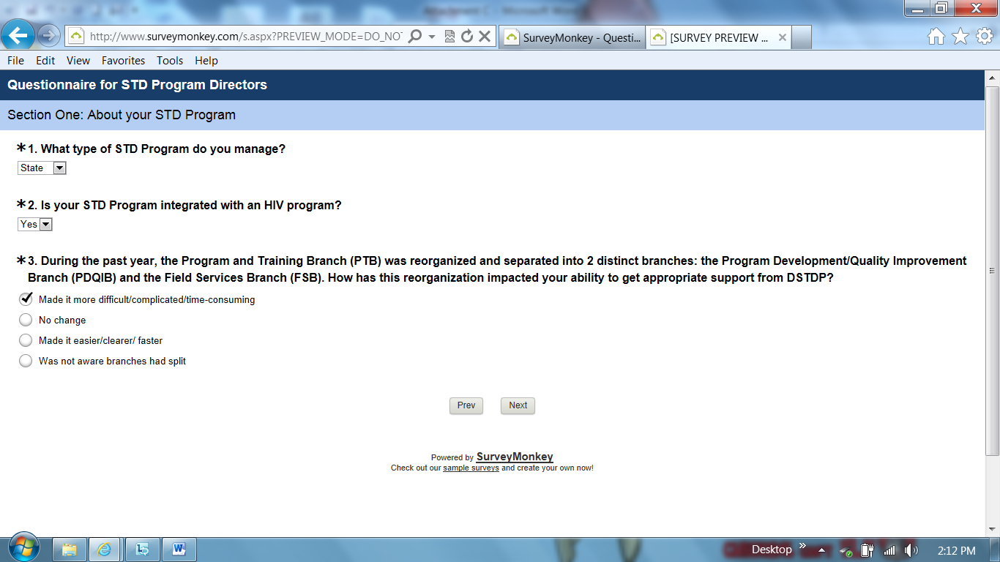 Attachment C - Microsoft Word
http://www.surveymonkey.com/s.aspx?PREVIEW_MODE=DO_NOT
SurveyMonkey - Questi...
[SURVEY PREVIEW ...
File Edit View Favorites Tools Help
Questionnaire for STD Program Directors
Section One: About your STD Program
*1. What type of STD Program do you manage?
State
*2. Is your STD Program integrated with an HIV program?
Yes
*3. During the past year, the Program and Training Branch (PTB) was reorganized and separated into 2 distinct branches: the Program Development/Quality Improvement
Branch (PDQIB) and the Field Services Branch (FSB). How has this reorganization impacted your ability to get appropriate support from DSTDP?
Made it more difficult/complicated/time-consuming
No change
Made it easier/clearer/ faster
Was not aware branches had split
Prev Next
Powered by SurveyMonkey
Check out our sample surveys and create your own now!
Desktop » 2:12 PM